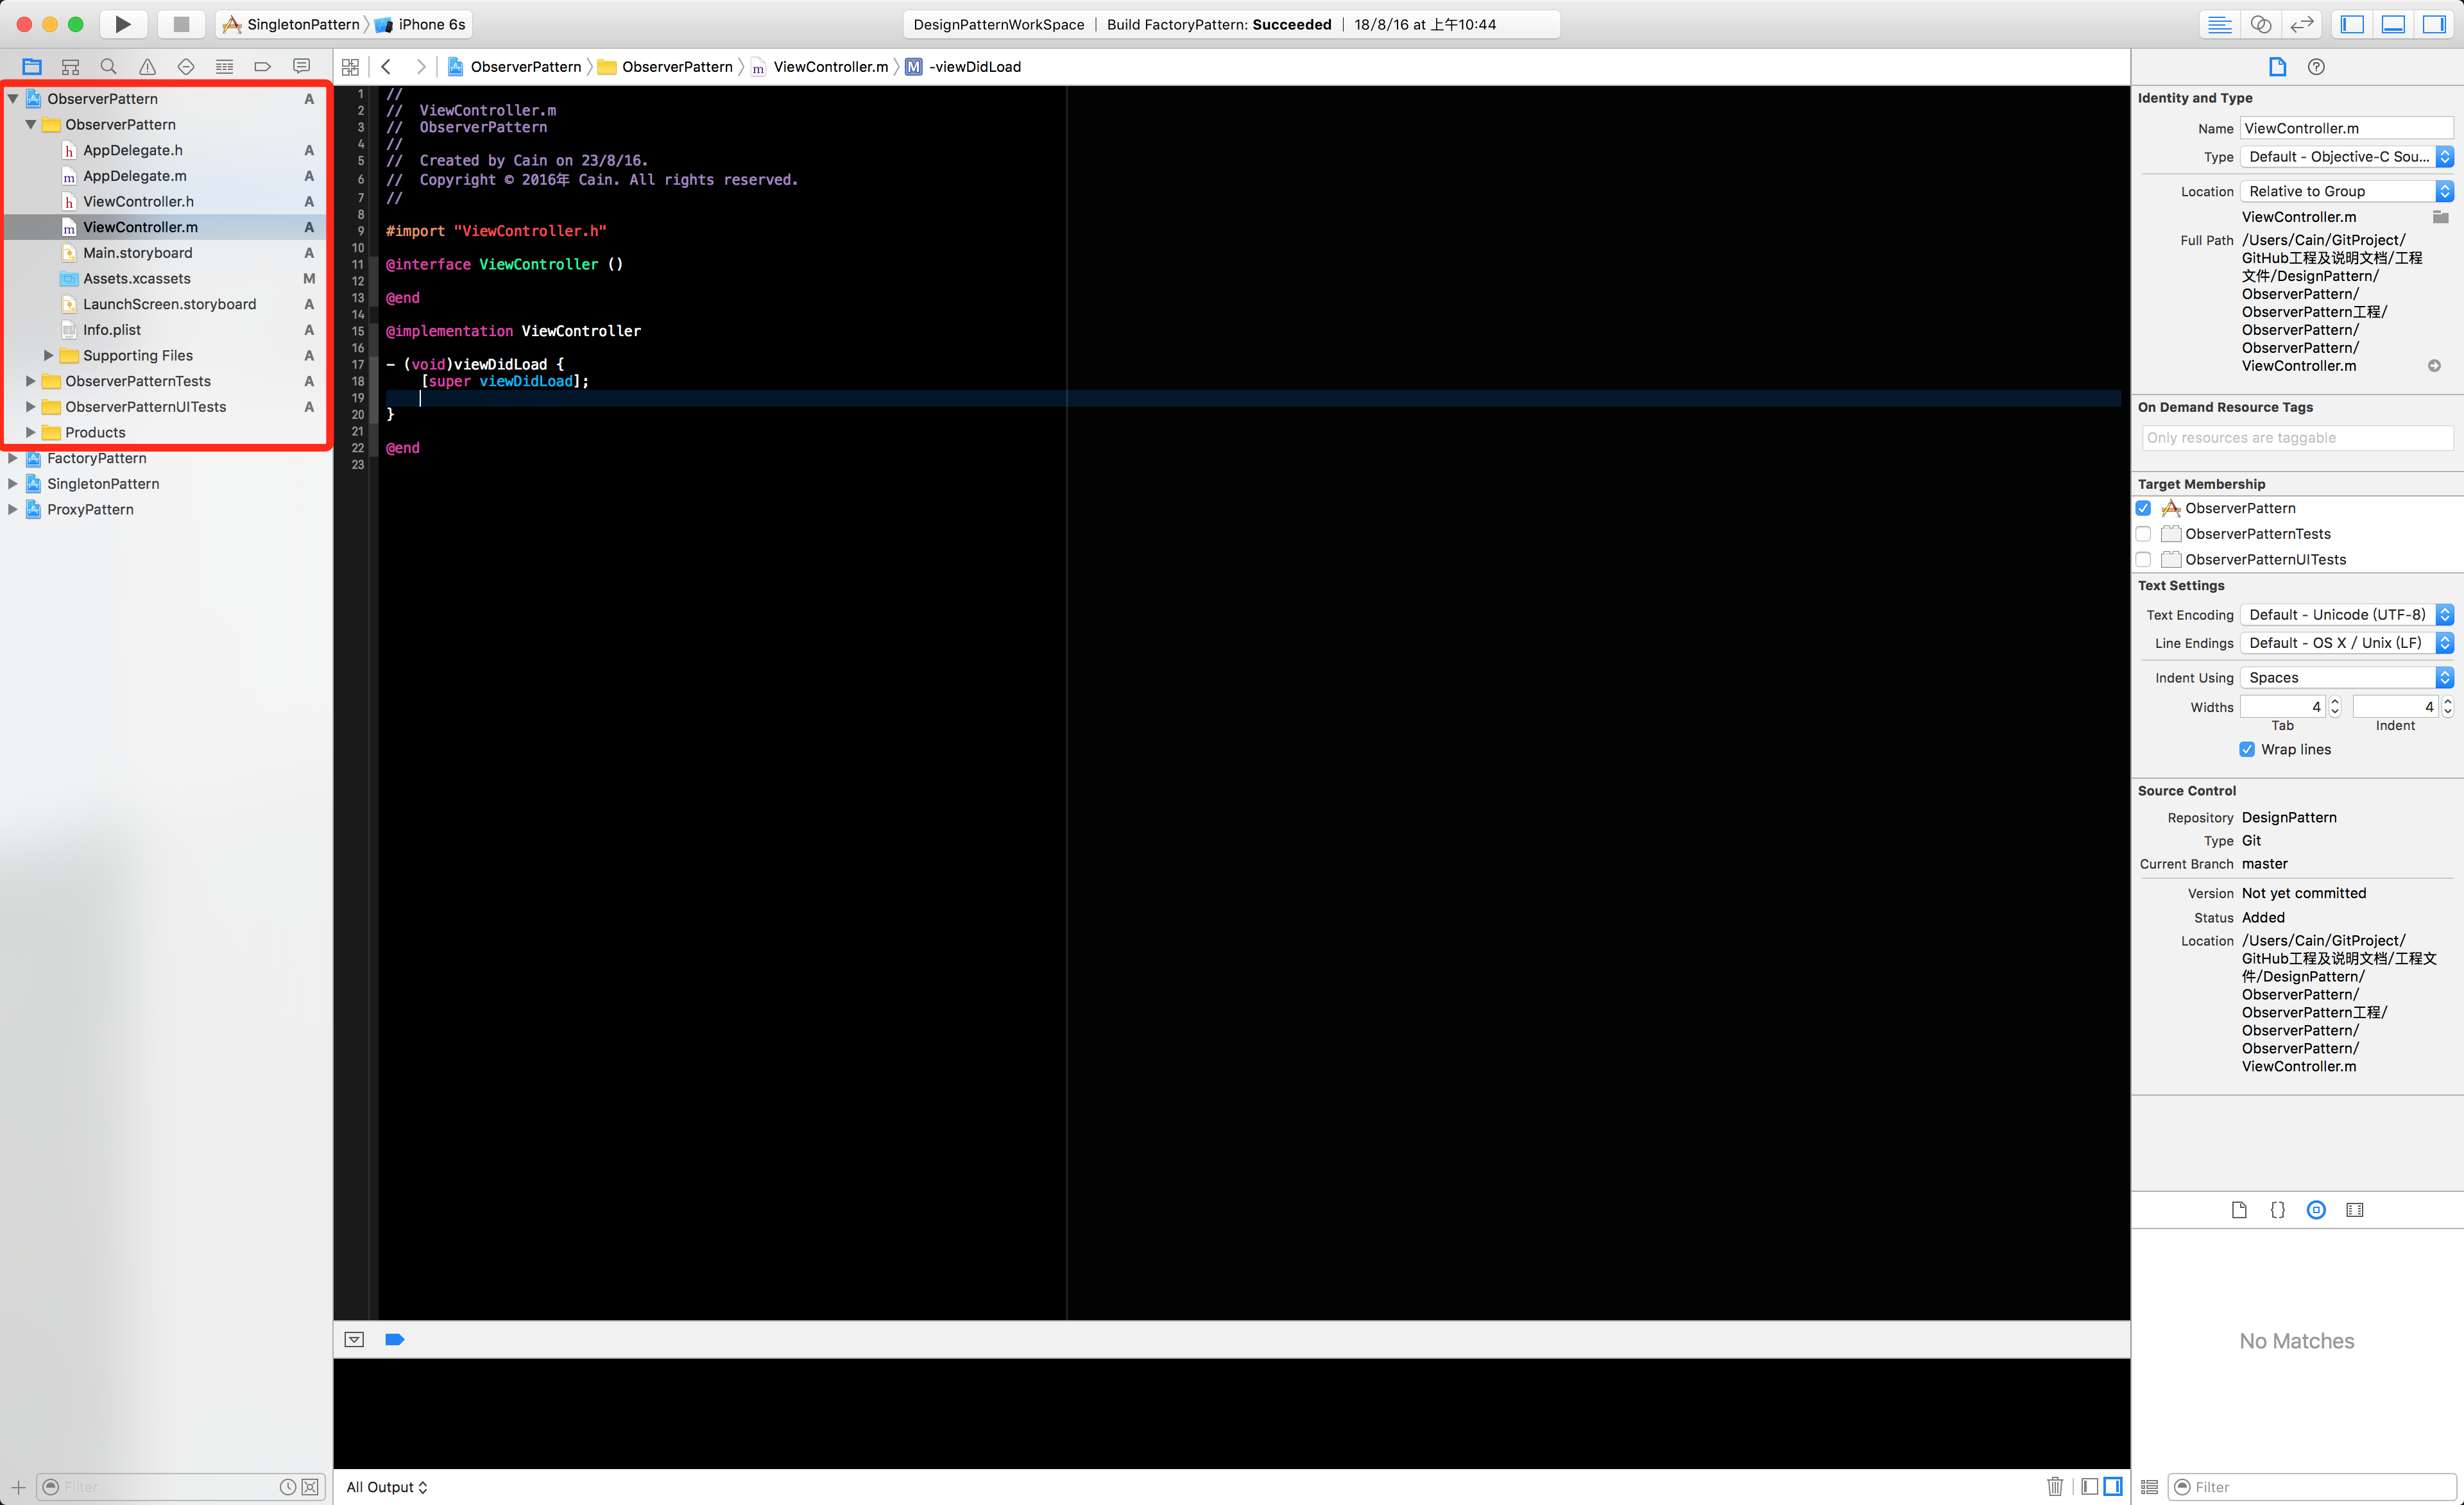 SingletonPattern iPhone 6s
DesignPatternWorkSpace | Build FactoryPattern: Succeeded | 18/8/16 at 上午10:44
ObserverPattern A
ObserverPattern
AppDelegate.h A
AppDelegate.m A
ViewController.h A
ViewController.m A
Main.storyboard A
Assets.xcassets M
LaunchScreen.storyboard A
Info.plist A
Supporting Files A
ObserverPatternTests A
ObserverPatternUITests A
Products
FactoryPattern
SingletonPattern
ProxyPattern
Filter
ObserverPattern ObserverPattern m ViewController.m M -viewDidLoad
1 //
2 //  ViewController.m
3 //  ObserverPattern
4 //
5 //  Created by Cain on 23/8/16.
6 //  Copyright © 2016年 Cain. All rights reserved.
7 //
8
9 #import "ViewController.h"
10
11 @interface ViewController ()
12
13 @end
14
15 @implementation ViewController
16
17 - (void)viewDidLoad {
18     [super viewDidLoad];
19
20 }
21
22 @end
23
All Output
Identity and Type
Name ViewController.m
Type Default - Objective-C Sou...
Location Relative to Group
ViewController.m
Full Path /Users/Cain/GitProject/
GitHub工程及说明文档/工程
文件/DesignPattern/
ObserverPattern/
ObserverPattern工程/
ObserverPattern/
ObserverPattern/
ViewController.m
On Demand Resource Tags
Only resources are taggable
Target Membership
ObserverPattern
ObserverPatternTests
ObserverPatternUITests
Text Settings
Text Encoding Default - Unicode (UTF-8)
Line Endings Default - OS X / Unix (LF)
Indent Using Spaces
Widths 4 4
Tab Indent
Wrap lines
Source Control
Repository DesignPattern
Type Git
Current Branch master
Version Not yet committed
Status Added
Location /Users/Cain/GitProject/
GitHub工程及说明文档/工程文
件/DesignPattern/
ObserverPattern/
ObserverPattern工程/
ObserverPattern/
ObserverPattern/
ViewController.m
{}
No Matches
Filter